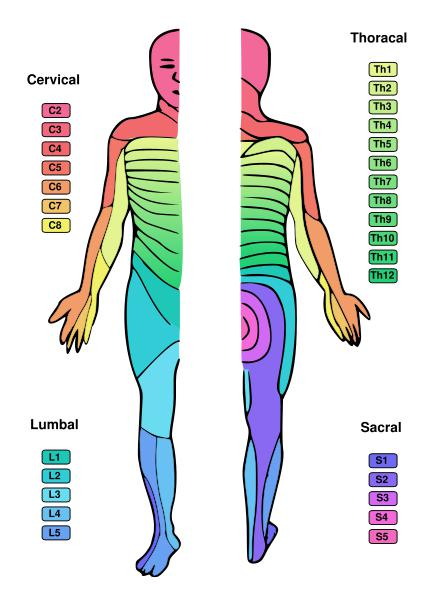 Cervical
C2
C3
C4
C5
C6
C7
C8
Thoracal
Th1
Th2
Th3
Th4
Th5
Th6
Th7
Th8
Th9
Th10
Th11
Th12
Lumbal
L1
L2
L3
L4
L5
Sacral
S1
S2
S3
S4
S5